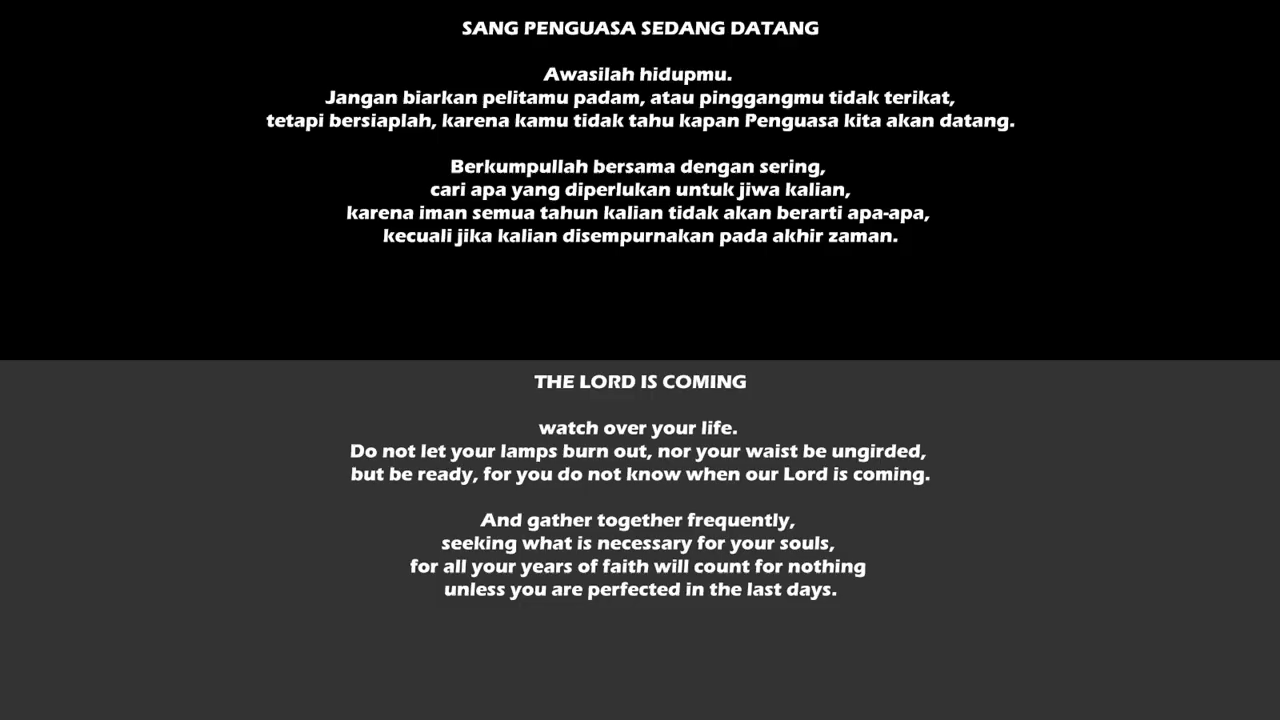 SANG PENGUASA SEDANG DATANG
Awasilah hidupmu.
Jangan biarkan pelitamu padam, atau pinggangmu tidak terikat,
tetapi bersiaplah, karena kamu tidak tahu kapan Penguasa kita akan datang.
Berkumpullah bersama dengan sering,
cari apa yang diperlukan untuk jiwa kalian,
karena iman semua tahun kalian tidak akan berarti apa-apa,
kecuali jika kalian disempurnakan pada akhir zaman.
THE LORD IS COMING
watch over your life.
Do not let your lamps burn out, nor your waist be ungirded,
but be ready, for you do not know when our Lord is coming.
And gather together frequently,
seeking what is necessary for your souls,
for all your years of faith will count for nothing
unless you are perfected in the last days.